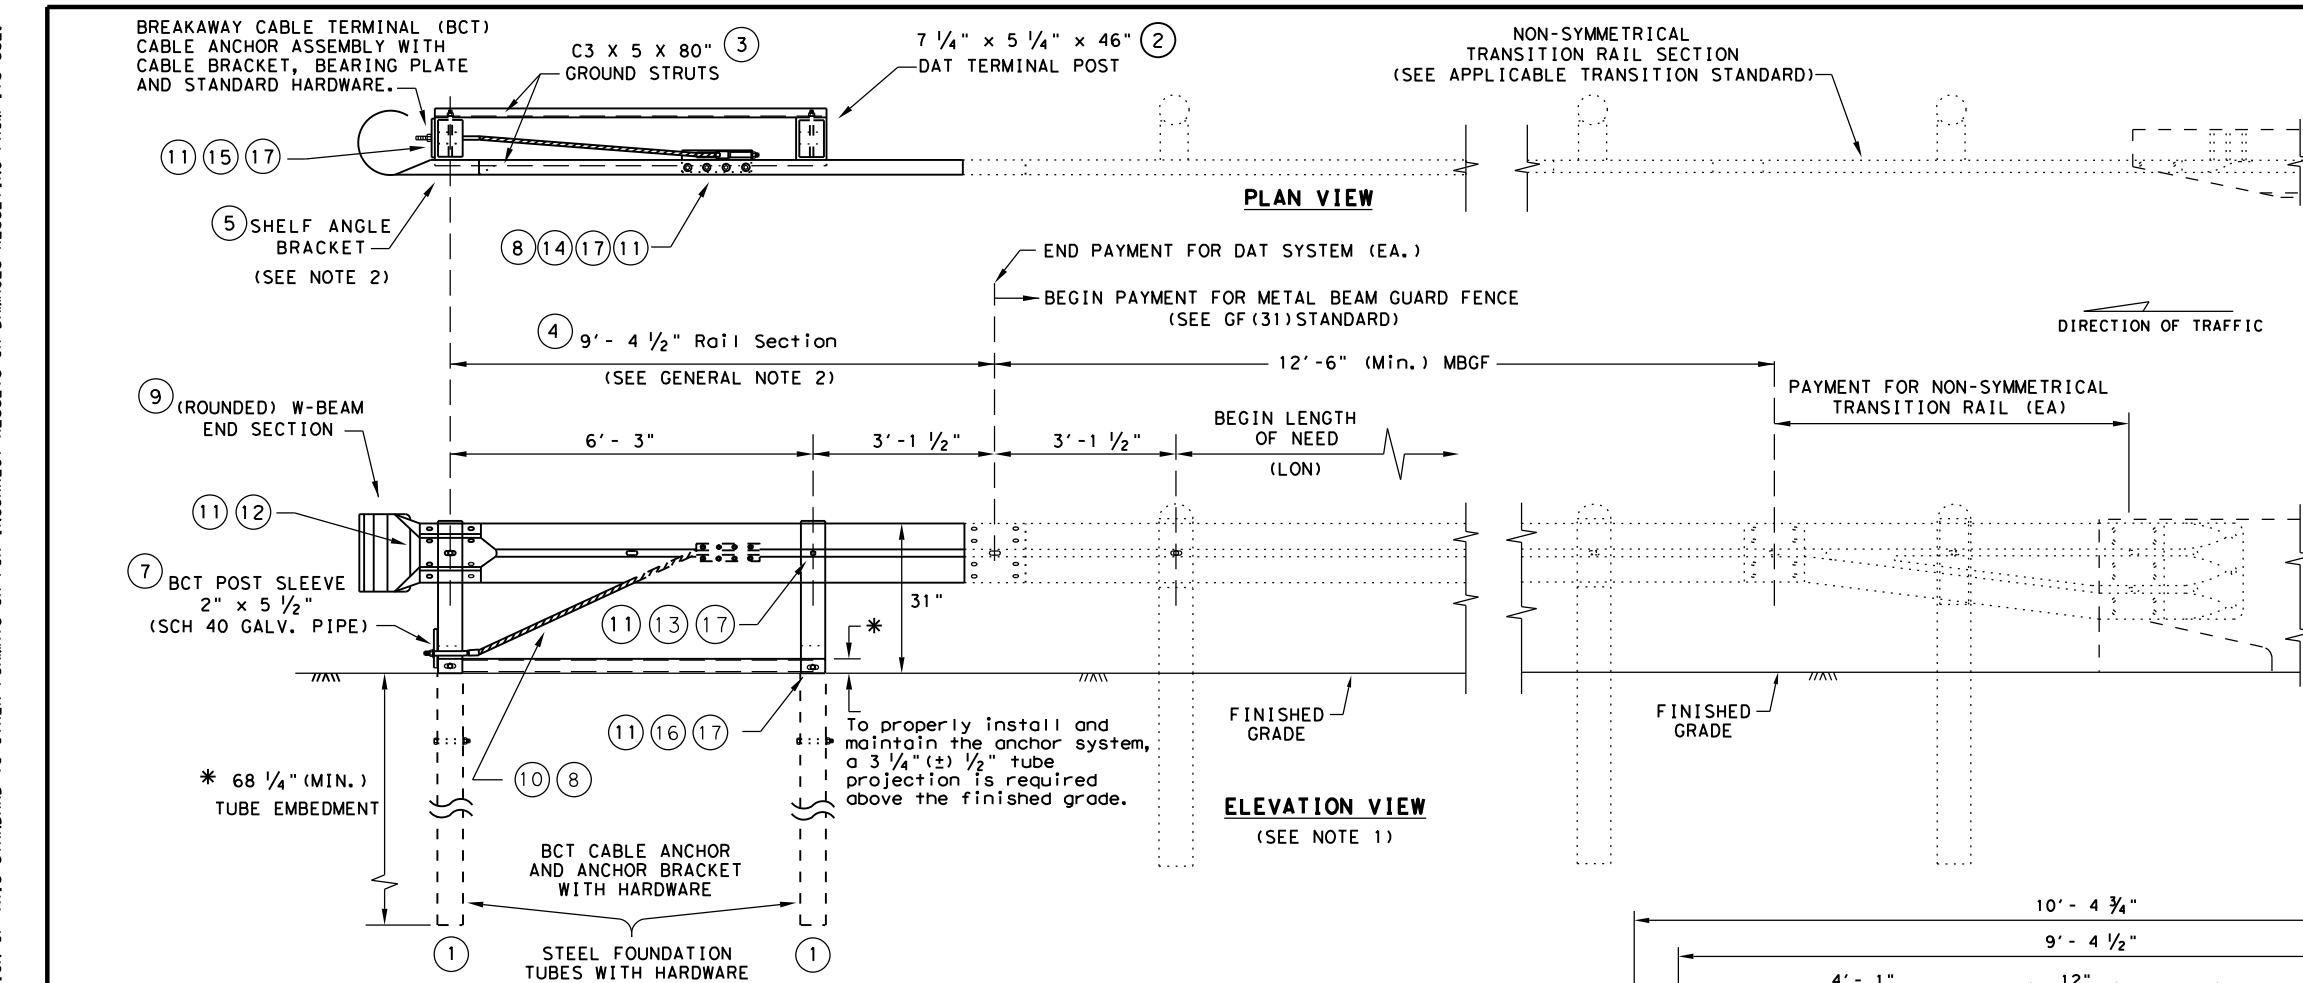 BREAKAWAY CABLE TERMINAL (BCT)
CABLE ANCHOR ASSEMBLY WITH
CABLE BRACKET, BEARING PLATE
AND STANDARD HARDWARE.
C3 X 5 X 80" 3
GROUND STRUTS
7 1/4" x 5 1/4" x 46" 2
DAT TERMINAL POST
NON-SYMMETRICAL
TRANSITION RAIL SECTION
(SEE APPLICABLE TRANSITION STANDARD)
11 15 17
5 SHELF ANGLE
BRACKET
(SEE NOTE 2)
8 14 17 11
PLAN VIEW
END PAYMENT FOR DAT SYSTEM (EA.)
BEGIN PAYMENT FOR METAL BEAM GUARD FENCE
(SEE GF(31)STANDARD)
DIRECTION OF TRAFFIC
4 9'- 4 1/2" Rail Section
(SEE GENERAL NOTE 2)
12'-6" (Min.) MBGF
PAYMENT FOR NON-SYMMETRICAL
TRANSITION RAIL (EA)
9 (ROUNDED) W-BEAM
END SECTION
6'- 3"
3'-1 1/2"
3'-1 1/2"
BEGIN LENGTH
OF NEED
(LON)
11 12
7 BCT POST SLEEVE
2" x 5 1/2"
(SCH 40 GALV. PIPE)
11 13 17
31"
*
11 16 17
To properly install and
maintain the anchor system,
a 3 1/4"(±) 1/2" tube
projection is required
above the finished grade.
FINISHED
GRADE
FINISHED
GRADE
* 68 1/4"(MIN.)
TUBE EMBEDMENT
10 8
ELEVATION VIEW
(SEE NOTE 1)
BCT CABLE ANCHOR
AND ANCHOR BRACKET
WITH HARDWARE
1
STEEL FOUNDATION
TUBES WITH HARDWARE
1
10'- 4 3/4"
9'- 4 1/2"
4'- 1"
12"